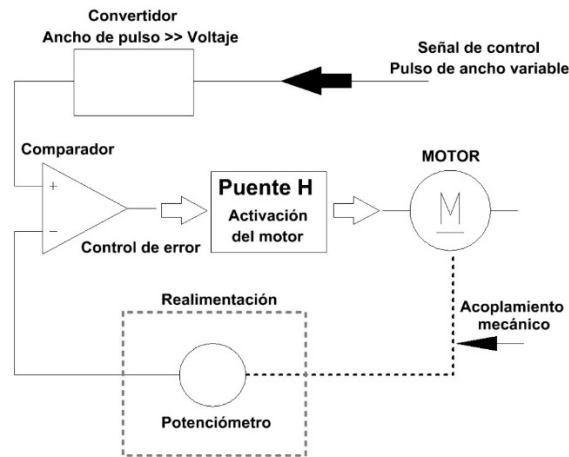 Convertidor
Ancho de pulso >> Voltaje
Señal de control
Pulso de ancho variable
Comparador
MOTOR
+
Puente H
M
Activación
del motor
−
Control de error
Realimentación
Acoplamiento
mecánico
Potenciómetro